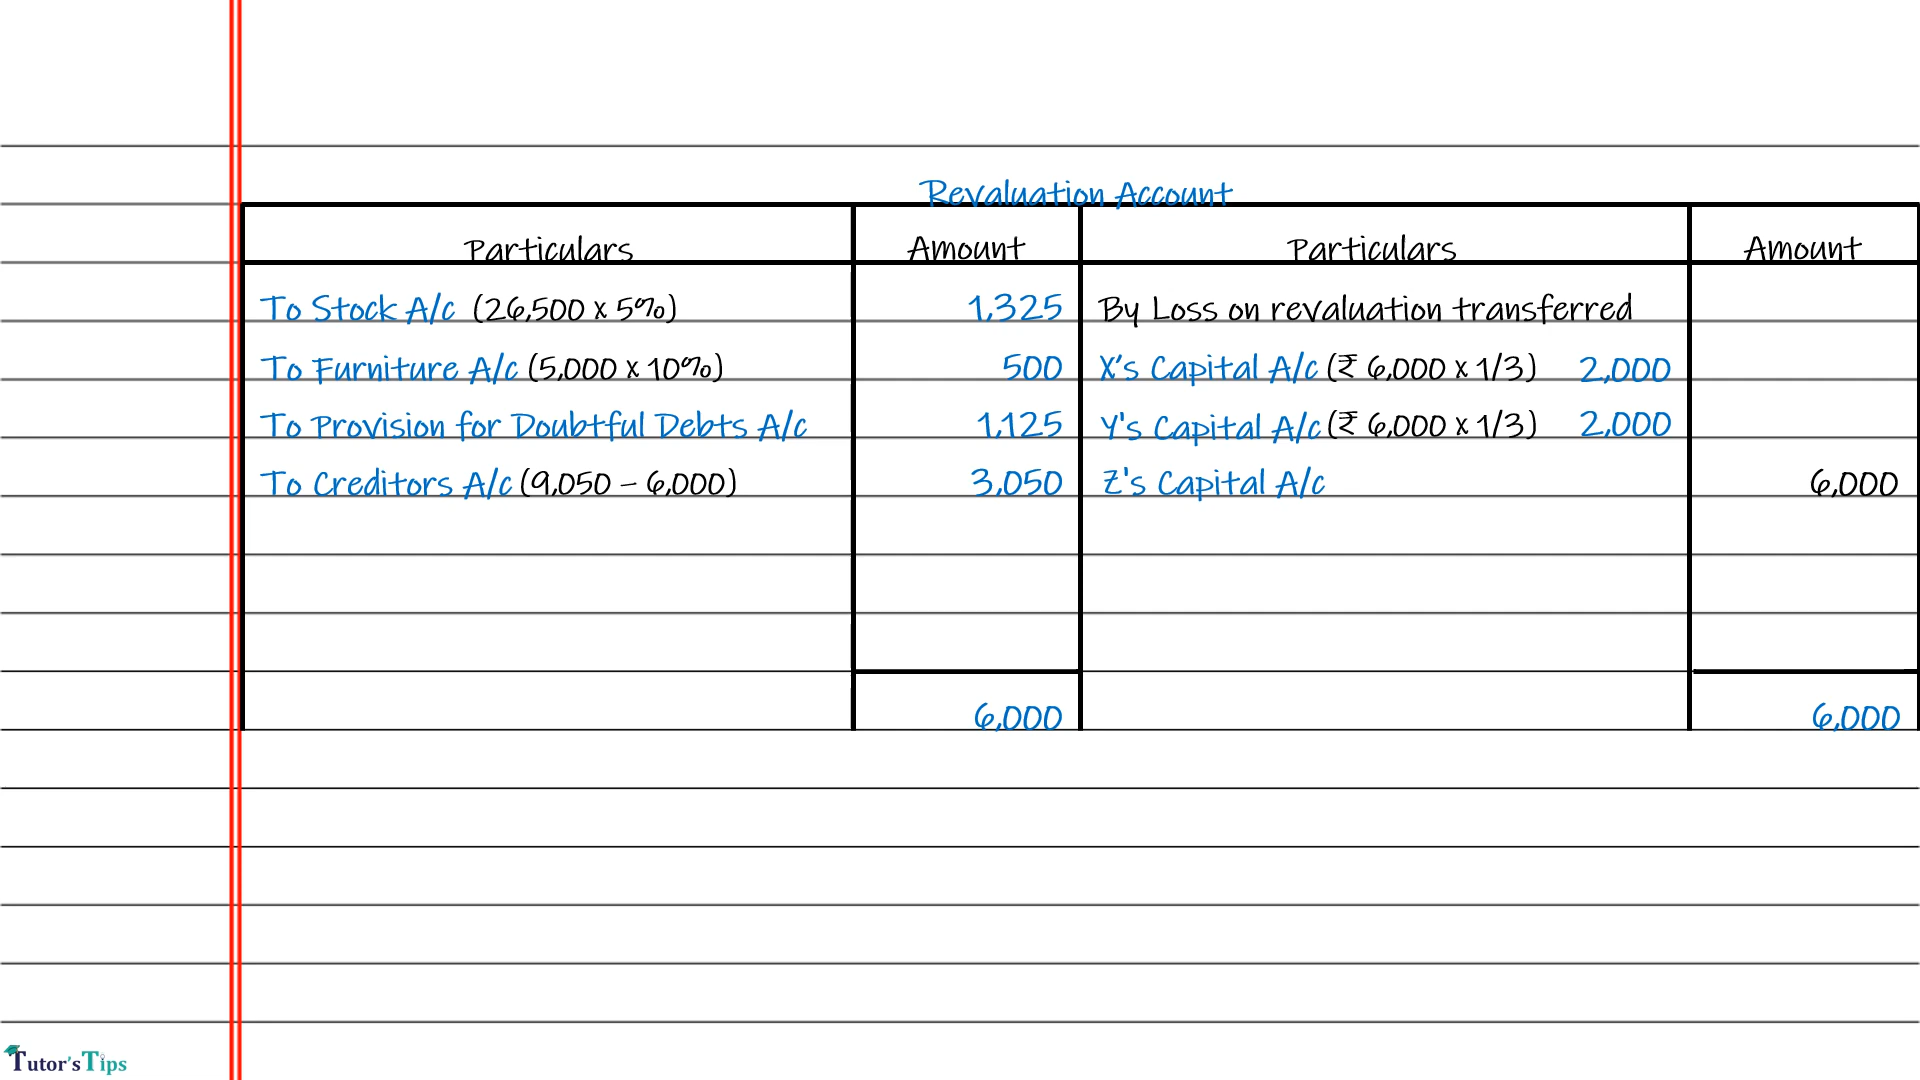 Revaluation Account
Particulars Amount Particulars Amount
To Stock A/c (26,500 x 5%) 1,325 By Loss on revaluation transferred
To Furniture A/c (5,000 x 10%) 500 X's Capital A/c (₹ 6,000 x 1/3) 2,000
To Provision for Doubtful Debts A/c 1,125 Y's Capital A/c (₹ 6,000 x 1/3) 2,000
To Creditors A/c (9,050 – 6,000) 3,050 Z's Capital A/c 6,000
6,000 6,000
Tutor'sTips